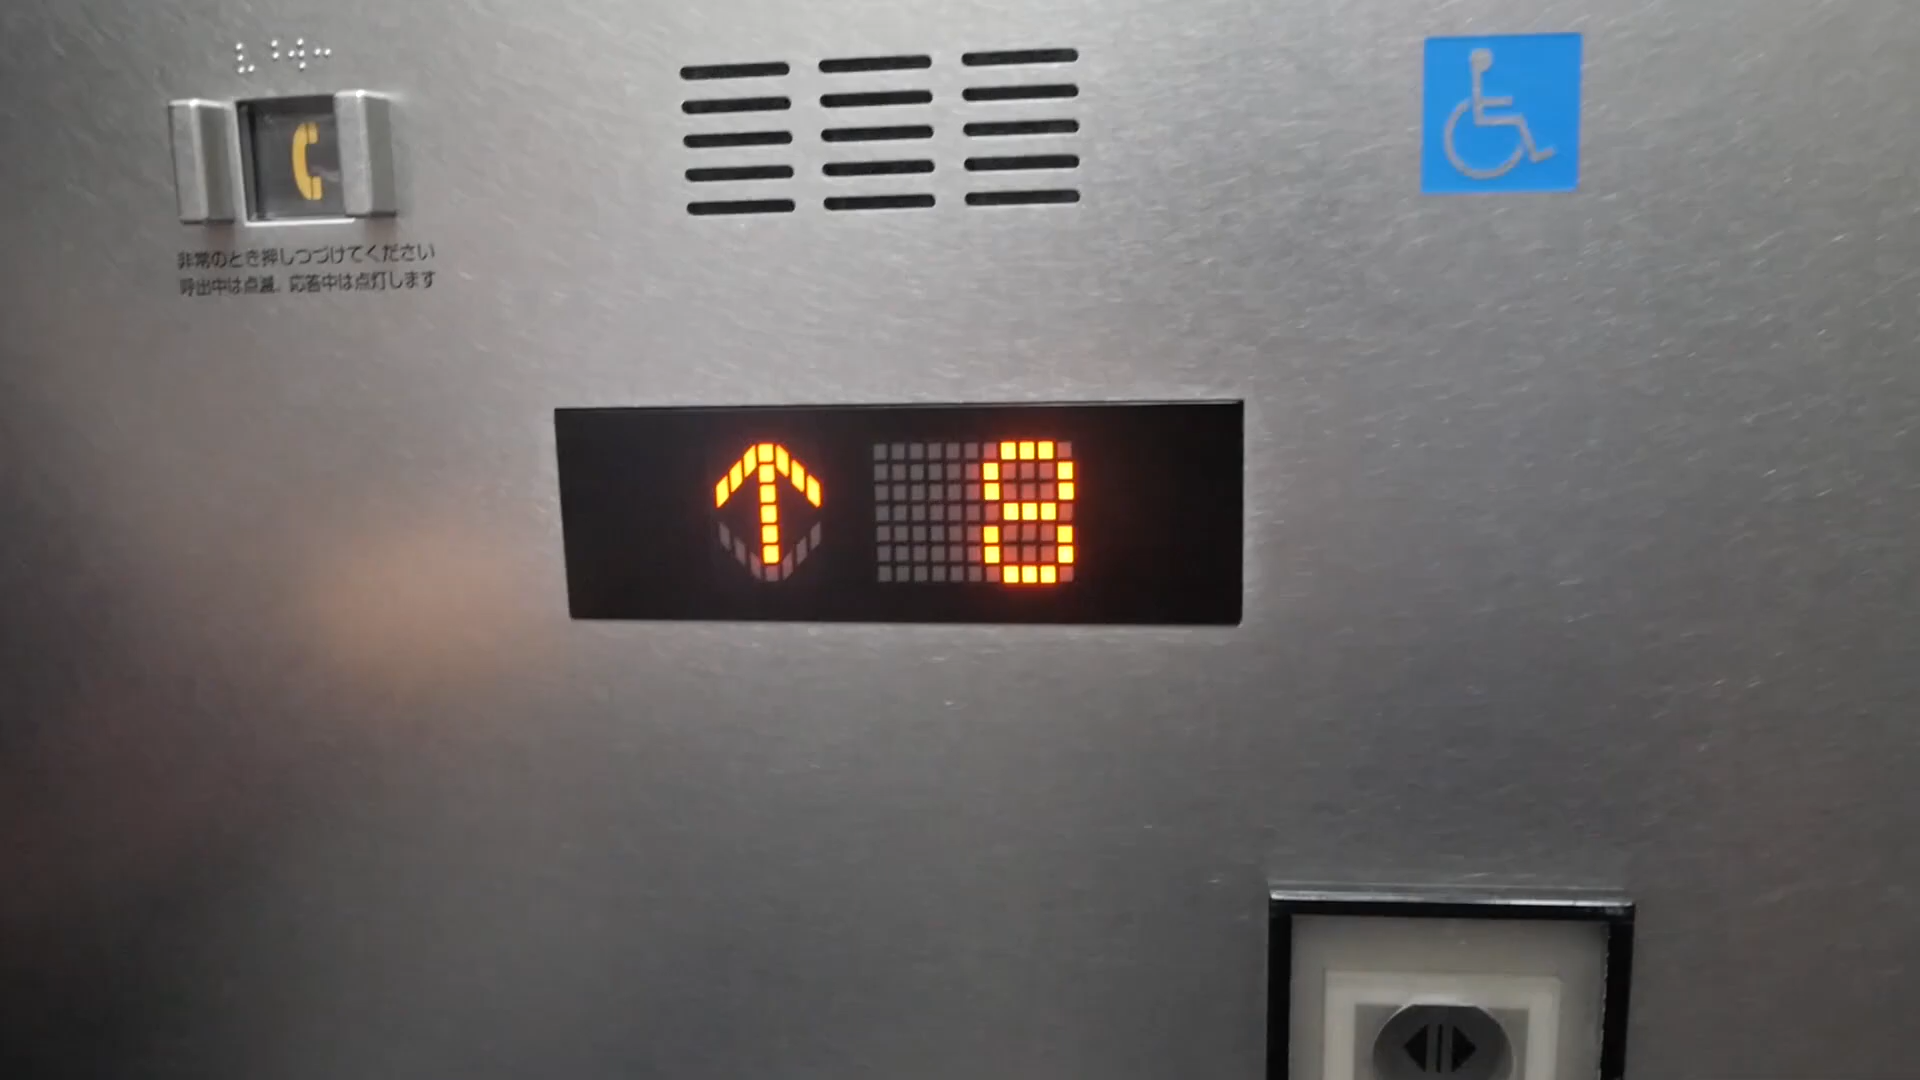 非常のとき押しつづけてください
呼出中は点滅、応答中は点灯します
↑ 8